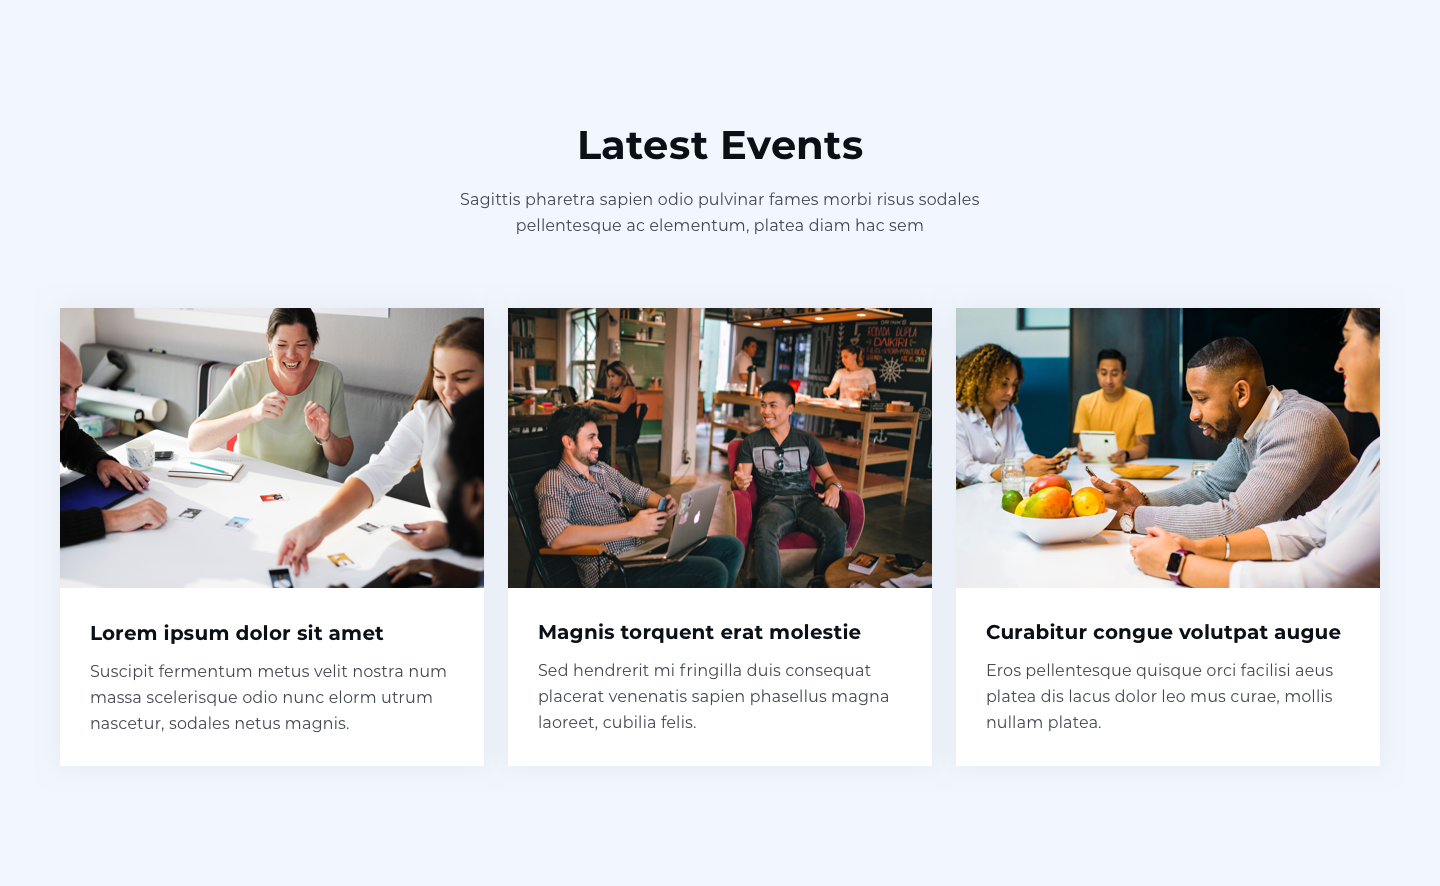 Latest Events
Sagittis pharetra sapien odio pulvinar fames morbi risus sodales
pellentesque ac elementum, platea diam hac sem
DAIKIRI
Lorem ipsum dolor sit amet
Suscipit fermentum metus velit nostra num
massa scelerisque odio nunc elorm utrum
nascetur, sodales netus magnis.
Magnis torquent erat molestie
Sed hendrerit mi fringilla duis consequat
placerat venenatis sapien phasellus magna
laoreet, cubilia felis.
Curabitur congue volutpat augue
Eros pellentesque quisque orci facilisi aeus
platea dis lacus dolor leo mus curae, mollis
nullam platea.